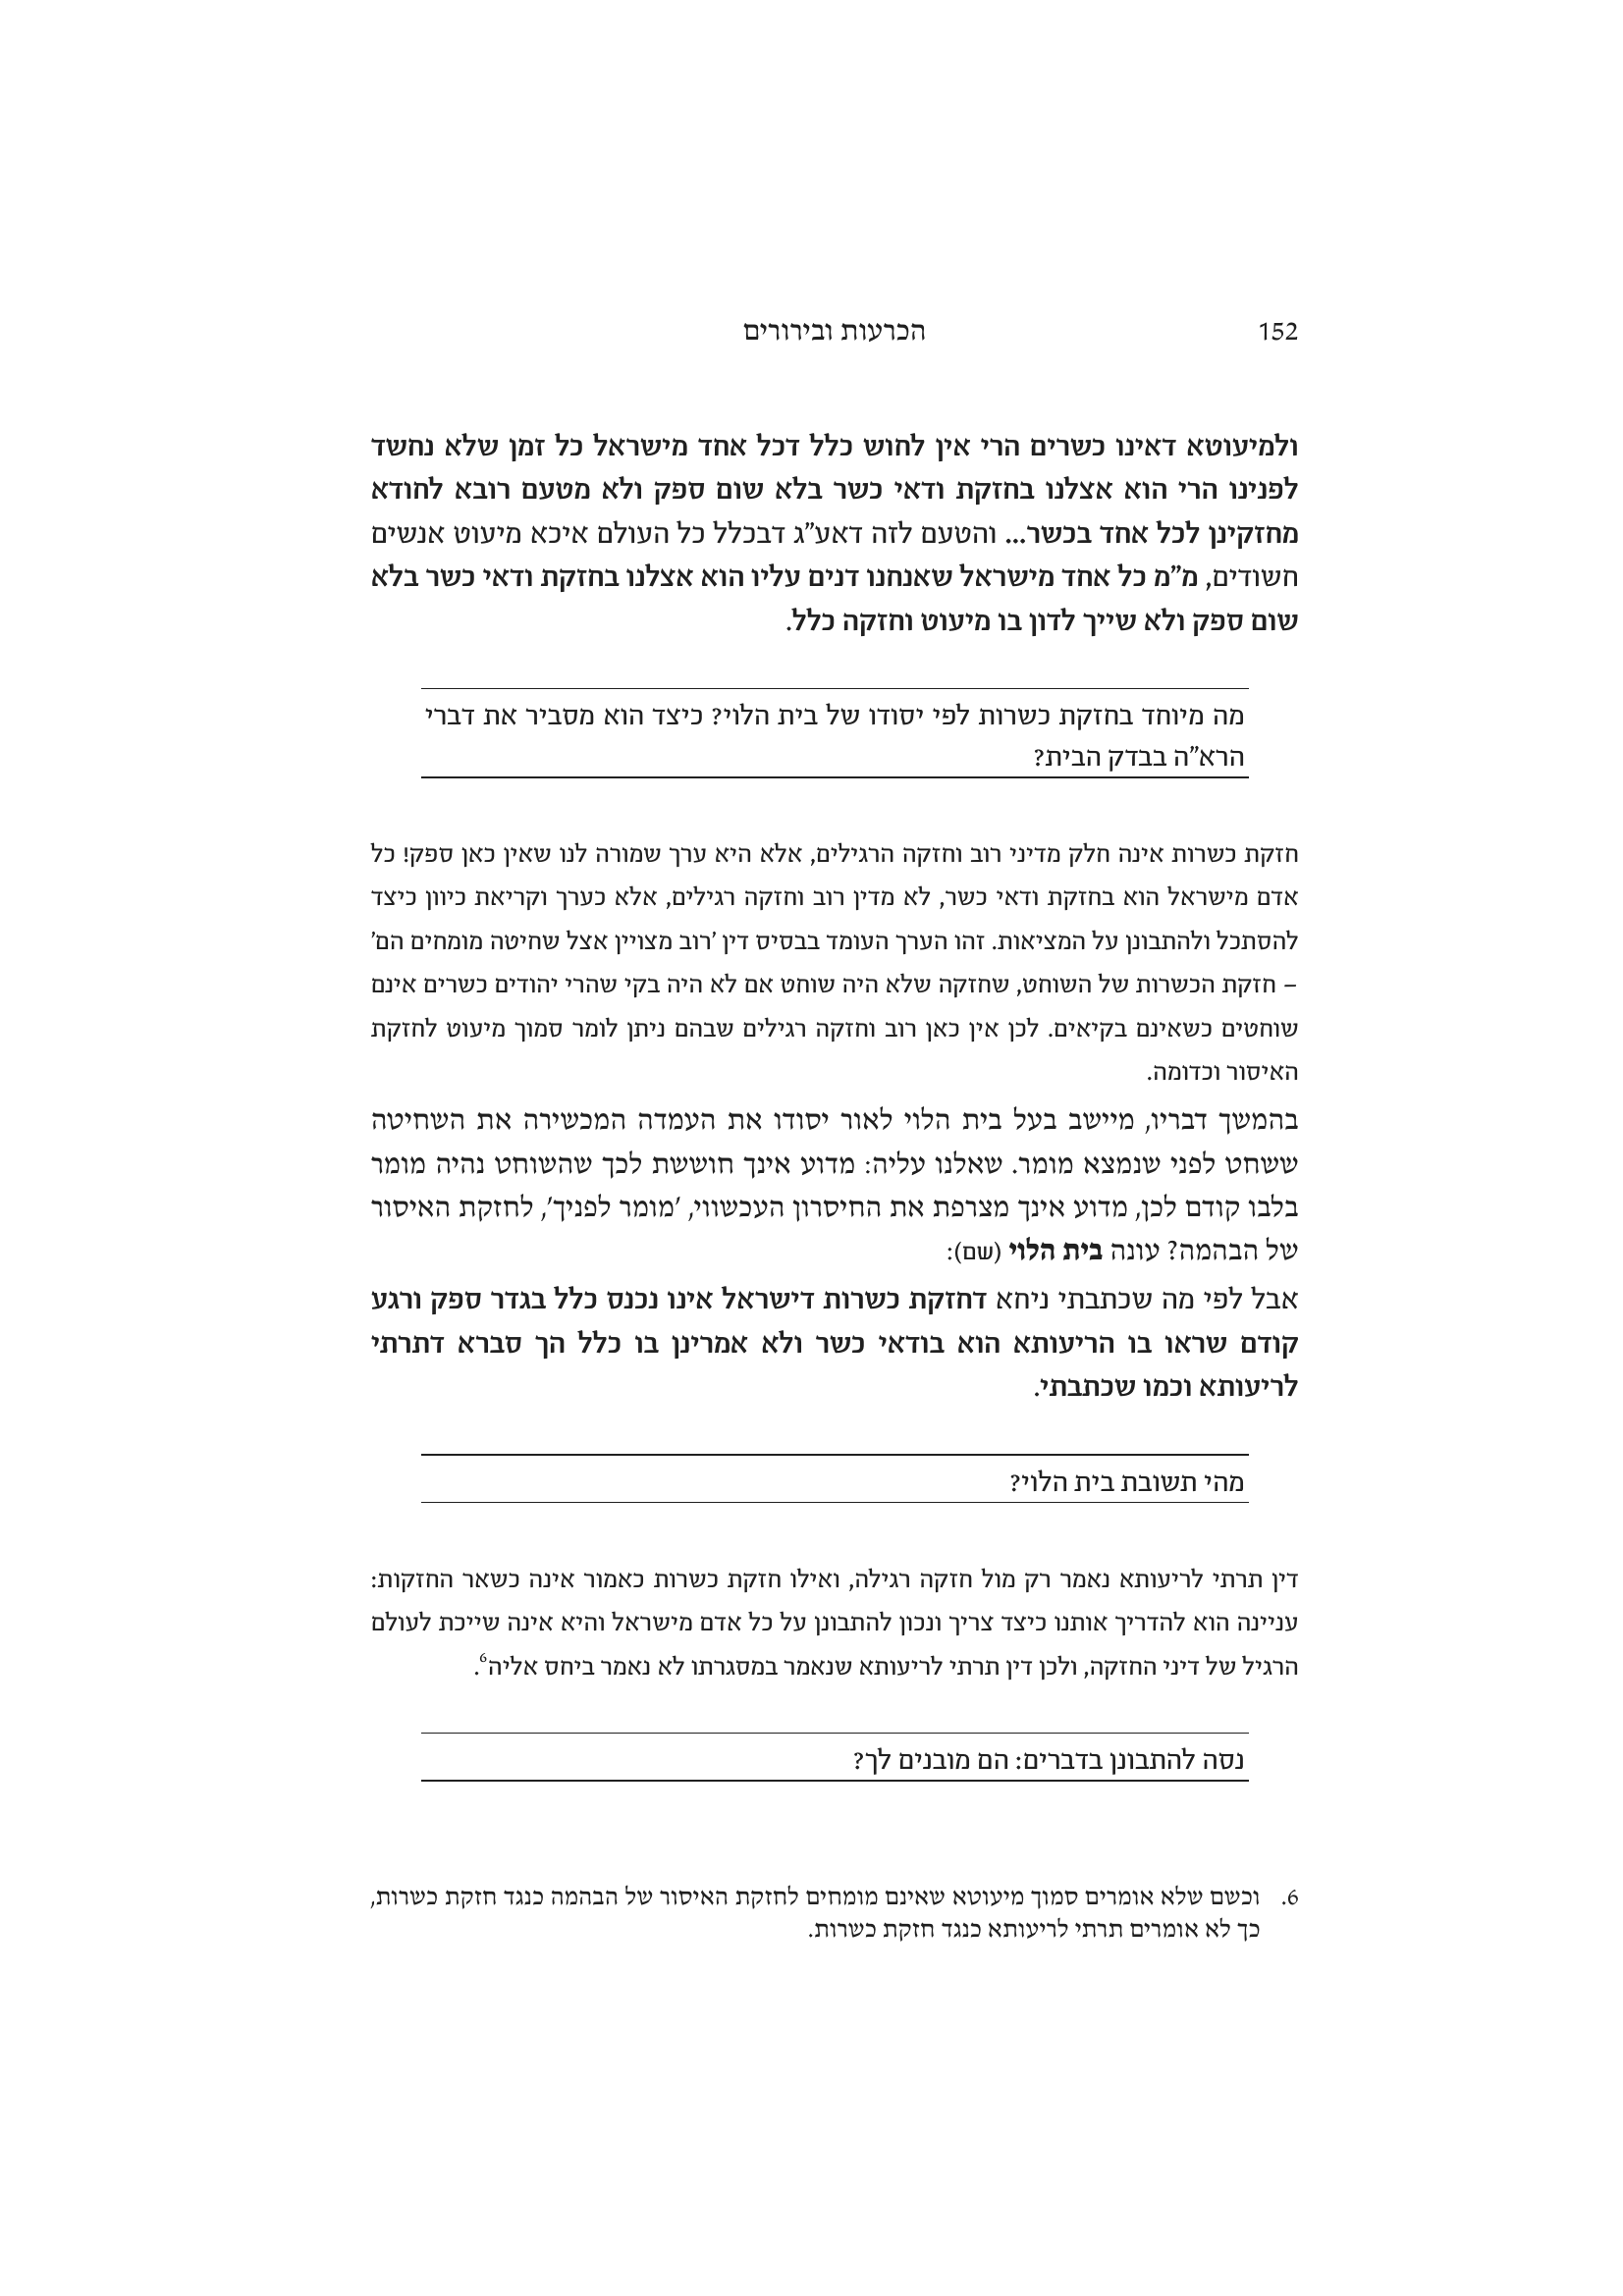 152
הכרעות ובירורים
ולמיעוטא דאינו כשרים הרי אין לחוש כלל דכל אחד מישראל כל זמן שלא נחשד
לפנינו הרי הוא אצלנו בחזקת ודאי כשר בלא שום ספק ולא מטעם רובא לחודא
מחזקינן לכל אחד בכשר... והטעם לזה דאע"ג דבכלל כל העולם איכא מיעוט אנשים
חשודים, מ"מ כל אחד מישראל שאנחנו דנים עליו הוא אצלנו בחזקת ודאי כשר בלא
שום ספק ולא שייך לדון בו מיעוט וחזקה כלל.
מה מיוחד בחזקת כשרות לפי יסודו של בית הלוי? כיצד הוא מסביר את דברי
הרא"ה בבדק הבית?
חזקת כשרות אינה חלק מדיני רוב וחזקה הרגילים, אלא היא ערך שמורה לנו שאין כאן ספק! כל
אדם מישראל הוא בחזקת ודאי כשר, לא מדין רוב וחזקה רגילים, אלא כערך וקריאת כיוון כיצד
להסתכל ולהתבונן על המציאות. זהו הערך העומד בבסיס דין 'רוב מצויין אצל שחיטה מומחים הם'
– חזקת הכשרות של השוחט, שחזקה שלא היה שוחט אם לא היה בקי שהרי יהודים כשרים אינם
שוחטים כשאינם בקיאים. לכן אין כאן רוב וחזקה רגילים שבהם ניתן לומר סמוך מיעוט לחזקת
האיסור וכדומה.
בהמשך דבריו, מיישב בעל בית הלוי לאור יסודו את העמדה המכשירה את השחיטה
ששחט לפני שנמצא מומר. שאלנו עליה: מדוע אינך חוששת לכך שהשוחט נהיה מומר
בלבו קודם לכן, מדוע אינך מצרפת את החיסרון העכשווי, 'מומר לפניך', לחזקת האיסור
של הבהמה? עונה בית הלוי (שם):
אבל לפי מה שכתבתי ניחא דחזקת כשרות דישראל אינו נכנס כלל בגדר ספק ורגע
קודם שראו בו הריעותא הוא בודאי כשר ולא אמרינן בו כלל הך סברא דתרתי
לריעותא וכמו שכתבתי.
מהי תשובת בית הלוי?
דין תרתי לריעותא נאמר רק מול חזקה רגילה, ואילו חזקת כשרות כאמור אינה כשאר החזקות:
עניינה הוא להדריך אותנו כיצד צריך ונכון להתבונן על כל אדם מישראל והיא אינה שייכת לעולם
הרגיל של דיני החזקה, ולכן דין תרתי לריעותא שנאמר במסגרתו לא נאמר ביחס אליה6.
נסה להתבונן בדברים: הם מובנים לך?
6. וכשם שלא אומרים סמוך מיעוטא שאינם מומחים לחזקת האיסור של הבהמה כנגד חזקת כשרות,
כך לא אומרים תרתי לריעותא כנגד חזקת כשרות.